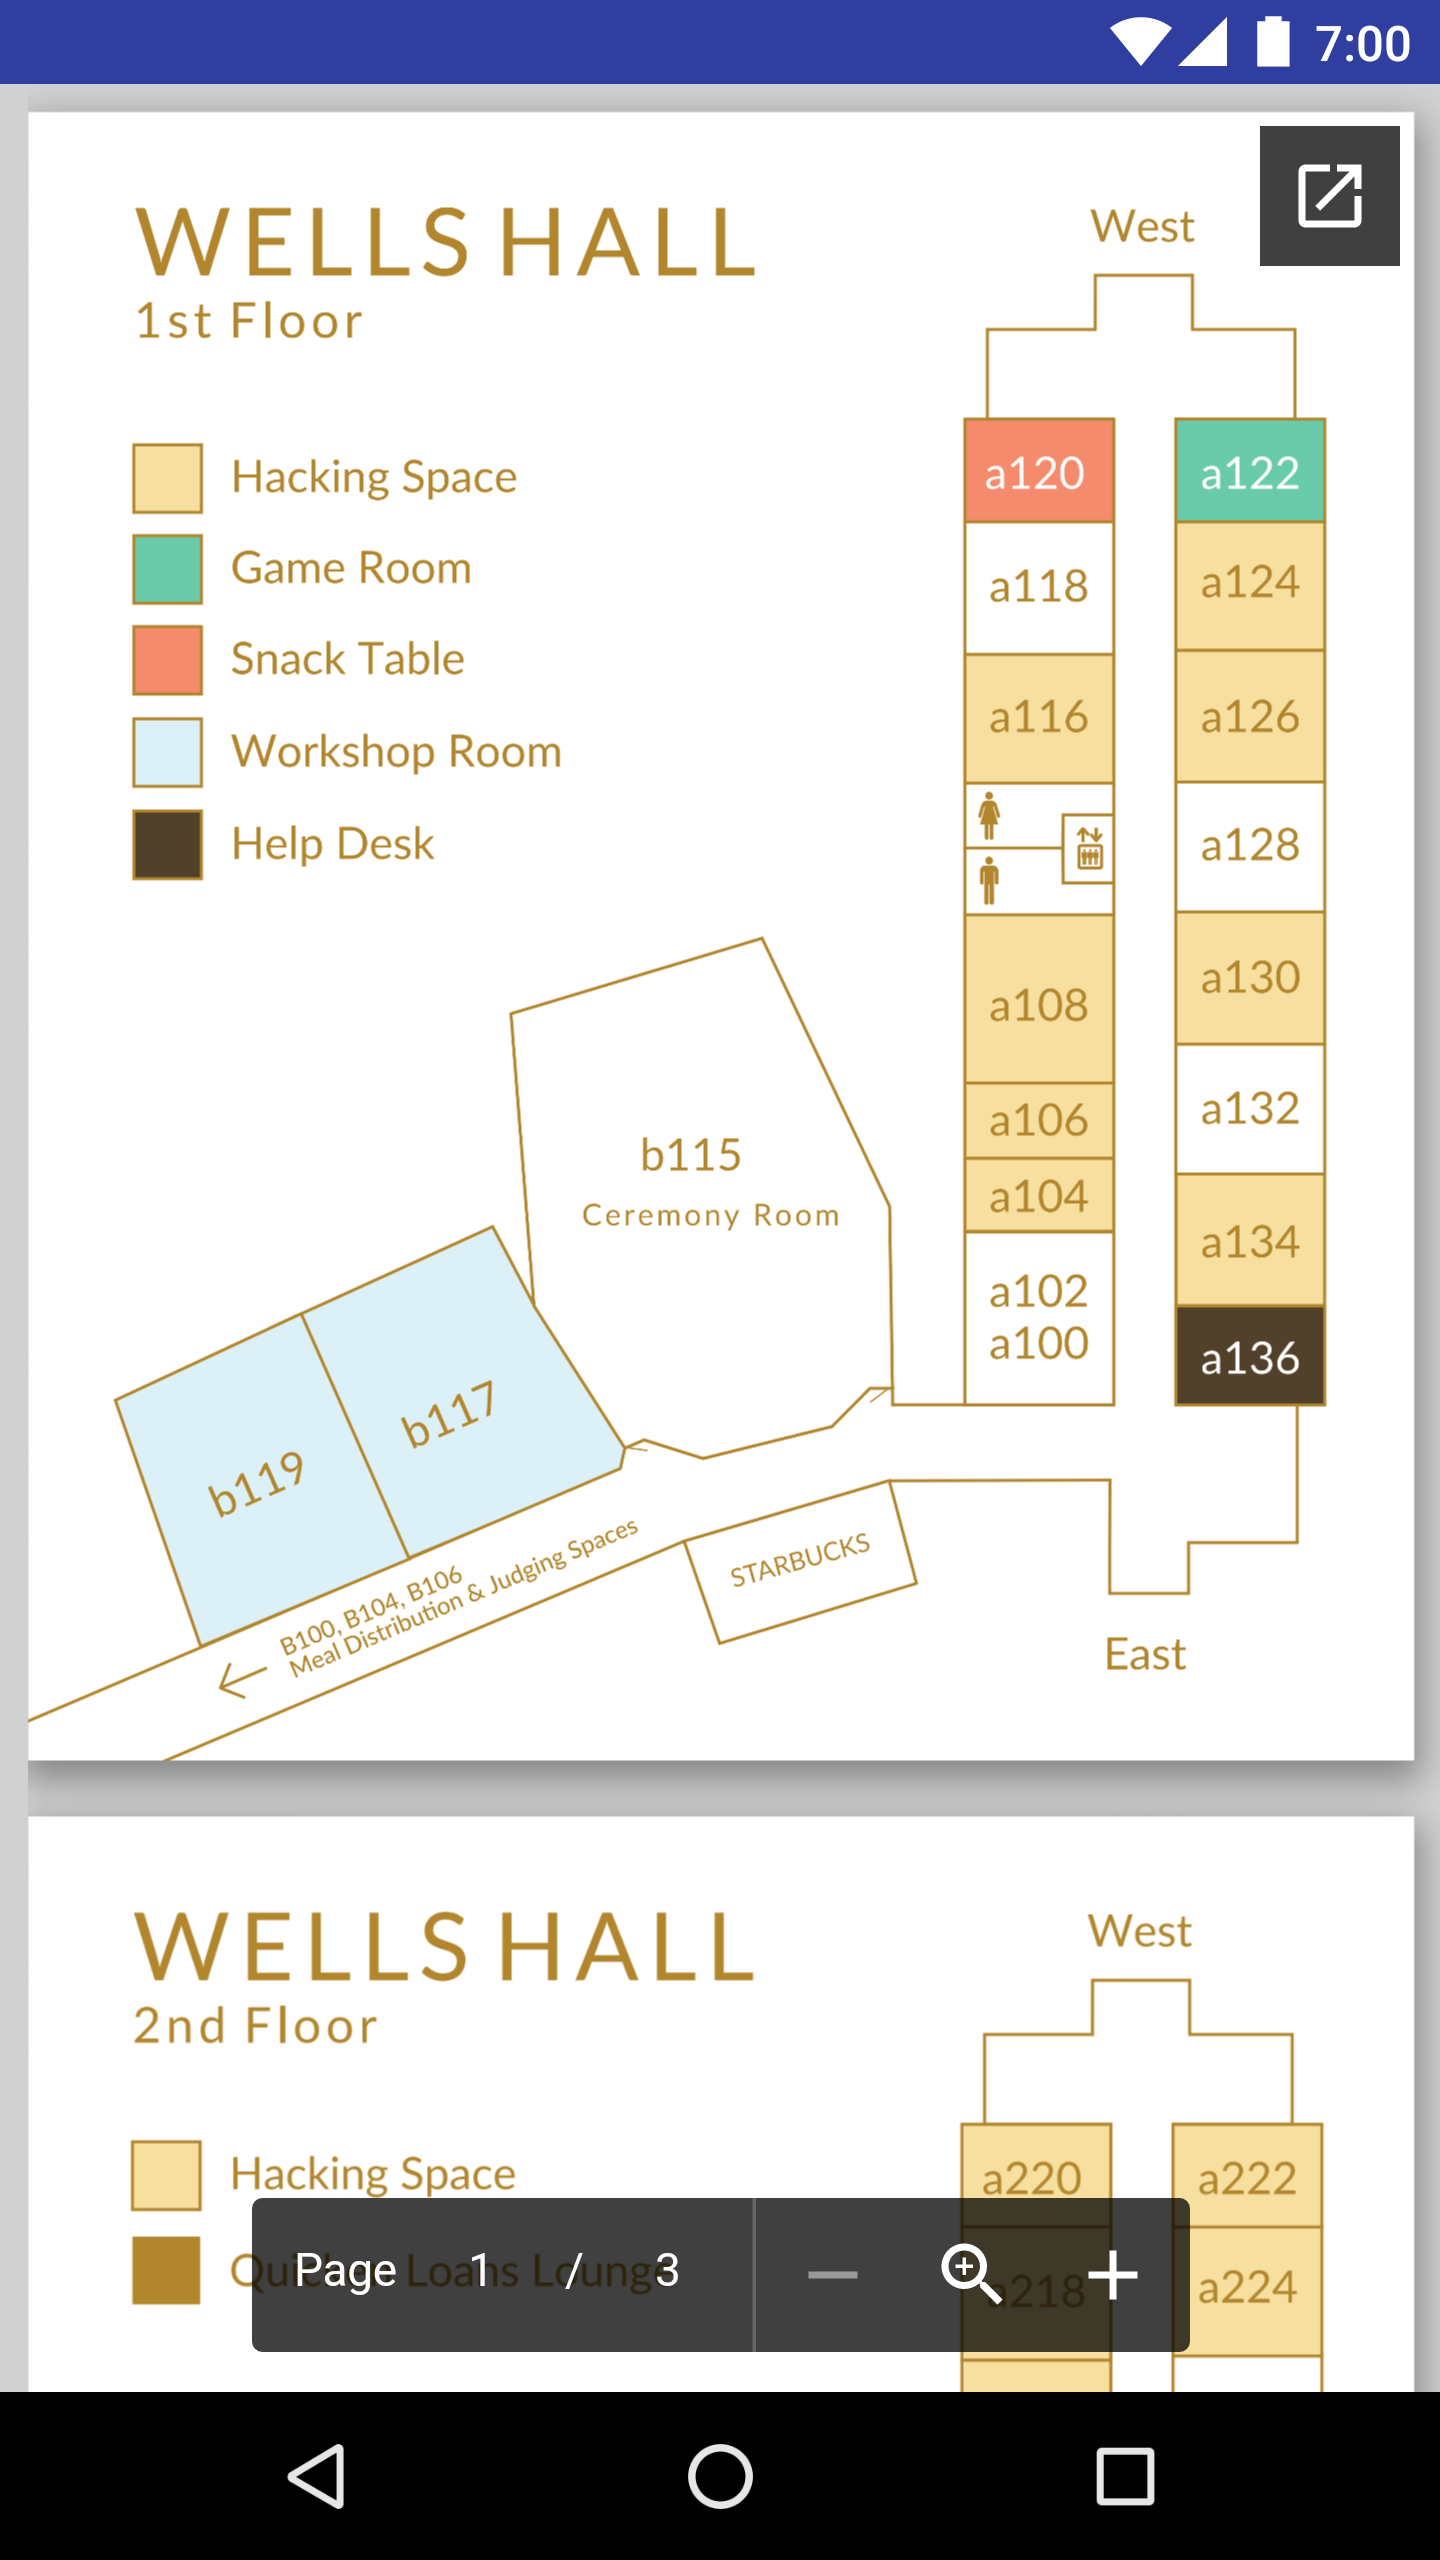 7:00
WELLS HALL
1st Floor
West
Hacking Space
Game Room
Snack Table
Workshop Room
Help Desk
a120
a122
a118
a124
a116
a126
a128
a108
a130
a106
a132
a104
a134
a102
a100
a136
b115
Ceremony Room
b117
b119
B100, B104, B106
Meal Distribution & Judging Spaces
STARBUCKS
East
WELLS HALL
2nd Floor
West
Hacking Space
a220
a222
Loans Lounge
a218
a224
Page 1 / 3